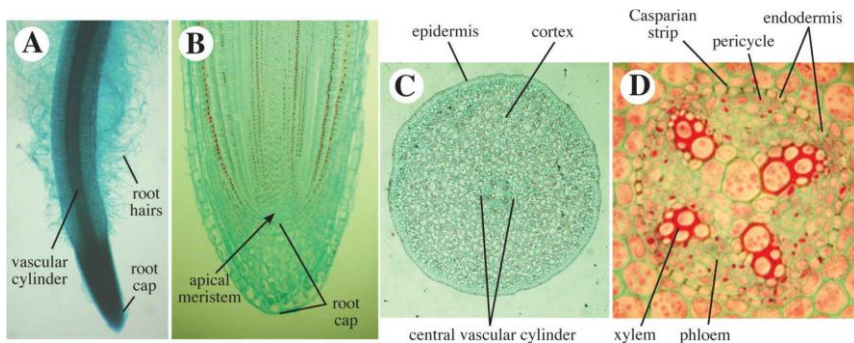 A
root
hairs
vascular
cylinder
root
cap
B
apical
meristem
root
cap
epidermis
cortex
C
central vascular cylinder
Casparian
strip
pericycle
endodermis
D
xylem
phloem